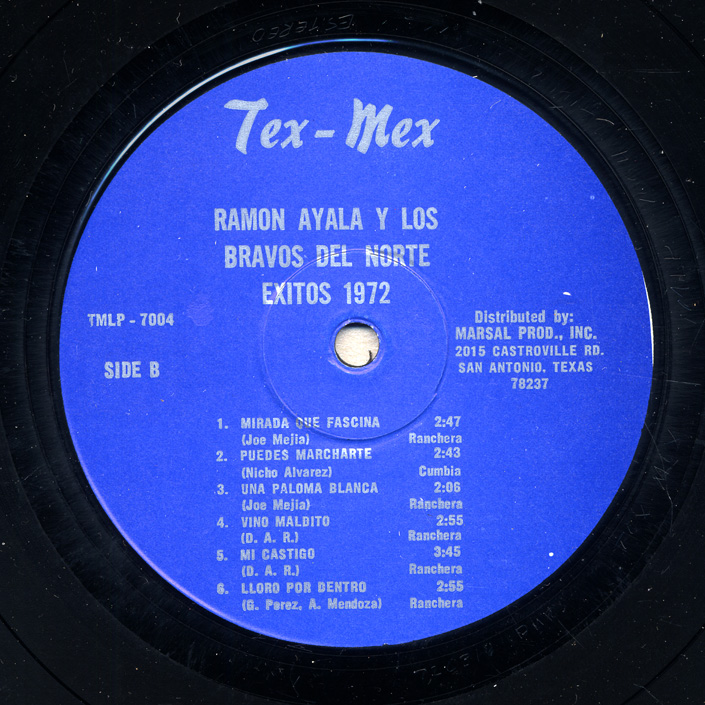 Tex-Mex
RAMON AYALA Y LOS
BRAVOS DEL NORTE
EXITOS 1972
TMLP - 7004
SIDE B
Distributed by:
MARSAL PROD., INC.
2015 CASTROVILLE RD.
SAN ANTONIO, TEXAS
78237
1. MIRADA QUE FASCINA 2:47
(Joe Mejia) Ranchera
2. PUEDES MARCHARTE 2:43
(Nicho Alvarez) Cumbia
3. UNA PALOMA BLANCA 2:06
(Joe Mejia) Ranchera
4. VINO MALDITO 2:55
(D. A. R.) Ranchera
5. MI CASTIGO 3:45
(D. A. R.) Ranchera
6. LLORO POR DENTRO 2:55
(G. Perez, A. Mendoza) Ranchera